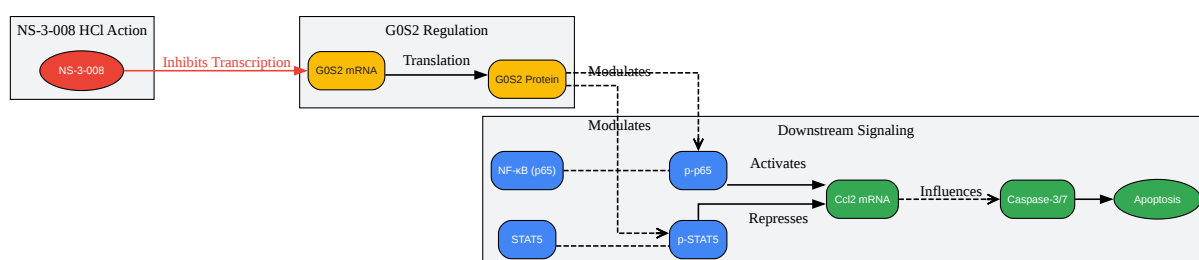 NS-3-008 HCl Action
NS-3-008
Inhibits Transcription
G0S2 Regulation
G0S2 mRNA
Translation
G0S2 Protein
Modulates
Modulates
Downstream Signaling
NF-κB (p65)
p-p65
Activates
Ccl2 mRNA
Influences
Caspase-3/7
Apoptosis
Represses
STAT5
p-STAT5